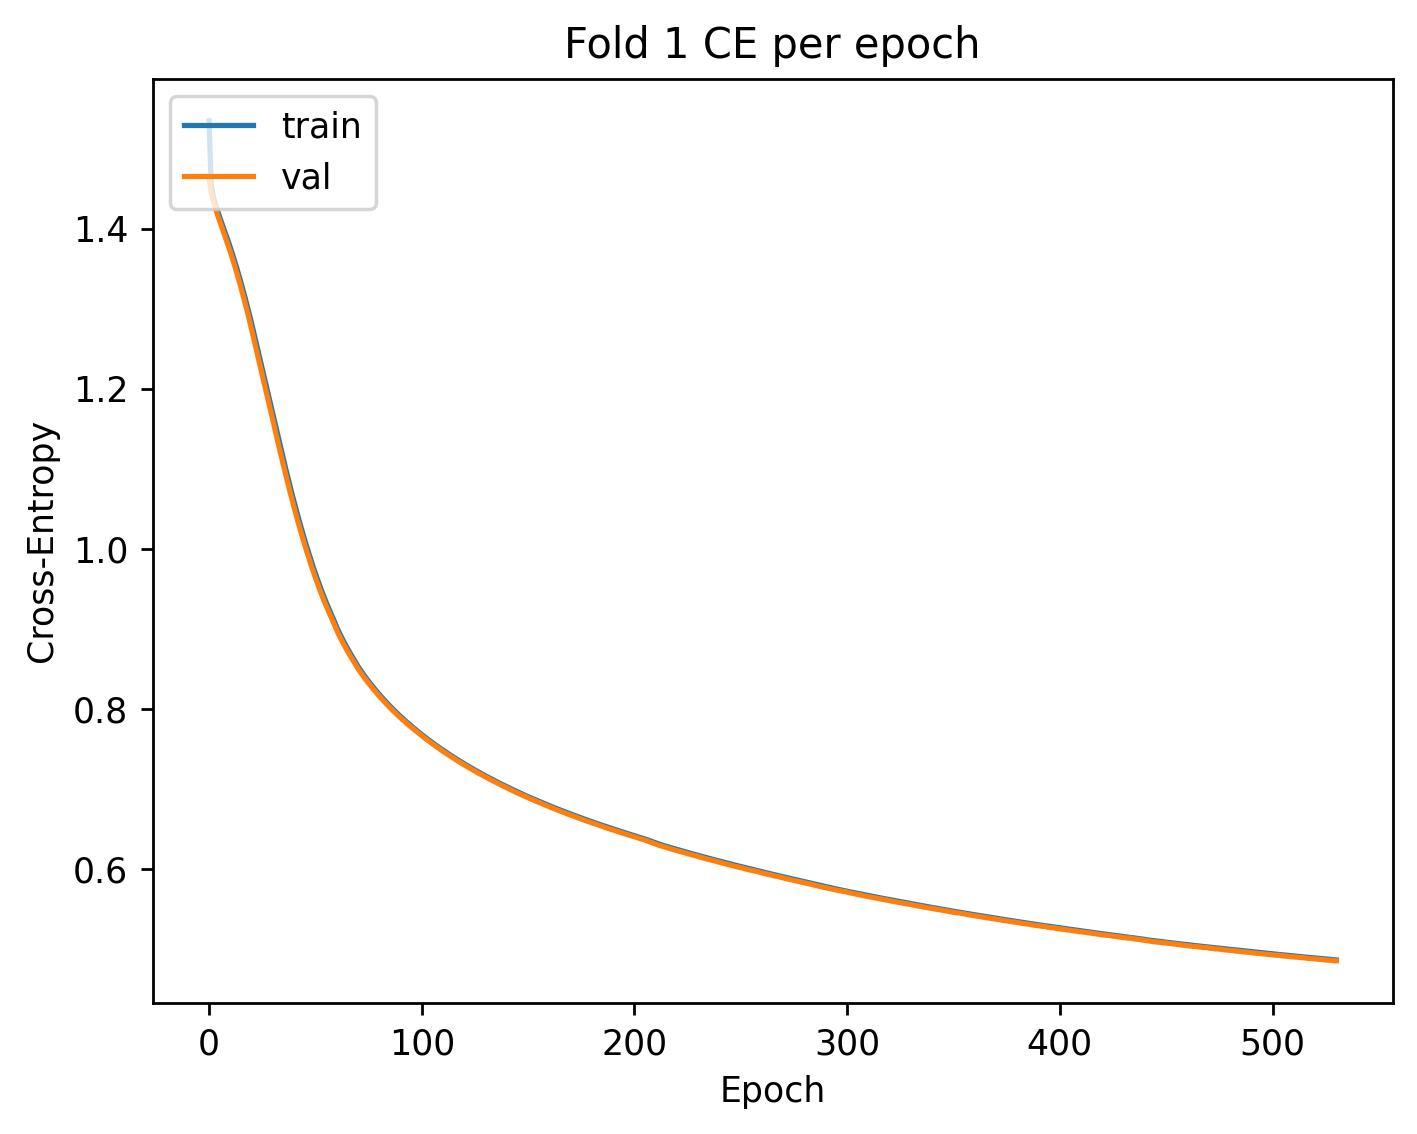 Fold 1 CE per epoch
train
val
1.4
1.2
1.0
0.8
0.6
Cross-Entropy
0 100 200 300 400 500
Epoch